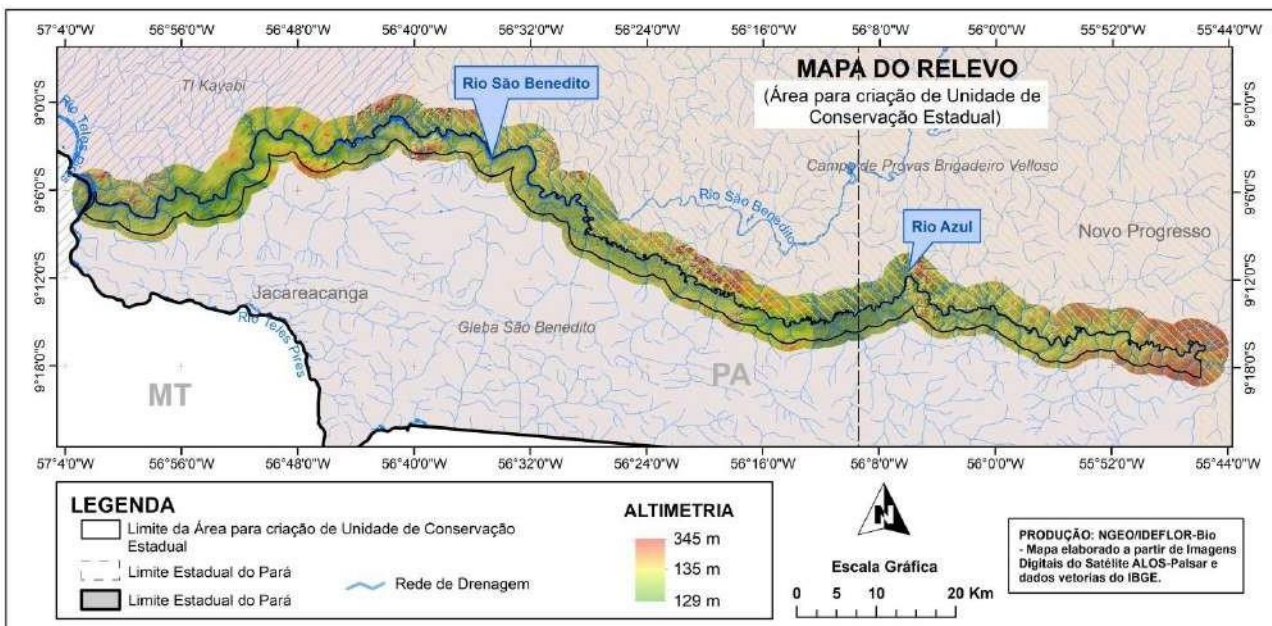 57°4'0"W 56°56'0"W 56°48'0"W 56°40'0"W 56°32'0"W 56°24'0"W 56°16'0"W 56°8'0"W 56°0'0"W 55°52'0"W 55°44'0"W
MAPA DO RELEVO
(Área para criação de Unidade de
Conservação Estadual)
TI Kayabi
Rio São Benedito
9°0'0"S
9°0'0"S
Rio Teles Pires
Campo de Provas Brigadeiro Velloso
9°6'0"S
9°6'0"S
Rio São Benedito
Rio Azul
Novo Progresso
9°12'0"S
9°12'0"S
Jacareacanga
Rio Teles Pires
Gleba São Benedito
9°18'0"S
9°18'0"S
MT
PA
57°4'0"W 56°56'0"W 56°48'0"W 56°40'0"W 56°32'0"W 56°24'0"W 56°16'0"W 56°8'0"W 56°0'0"W 55°52'0"W 55°44'0"W
LEGENDA
Limite da Área para criação de Unidade de Conservação
Estadual
Limite Estadual do Pará
Limite Estadual do Pará
Rede de Drenagem
ALTIMETRIA
345 m
135 m
129 m
N
Escala Gráfica
0 5 10 20 Km
PRODUÇÃO: NGEO/IDEFLOR-Bio
- Mapa elaborado a partir de Imagens
Digitais do Satélite ALOS-Palsar e
dados vetorias do IBGE.